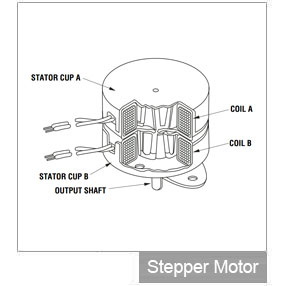 STATOR CUP A
COIL A
COIL B
STATOR CUP B
OUTPUT SHAFT
Stepper Motor